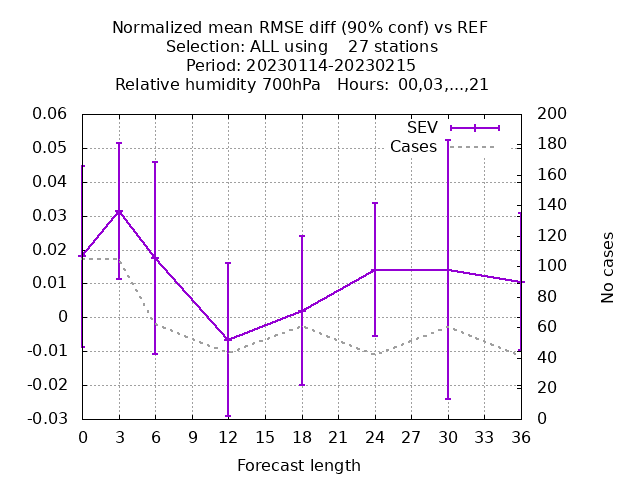 Normalized mean RMSE diff (90% conf) vs REF
Selection: ALL using    27 stations
Period: 20230114-20230215
Relative humidity 700hPa   Hours: 00,03,...,21
SEV
Cases
0.06
0.05
0.04
0.03
0.02
0.01
0
-0.01
-0.02
-0.03
200
180
160
140
120
100
80
60
40
20
0
No cases
0 3 6 9 12 15 18 21 24 27 30 33 36
Forecast length